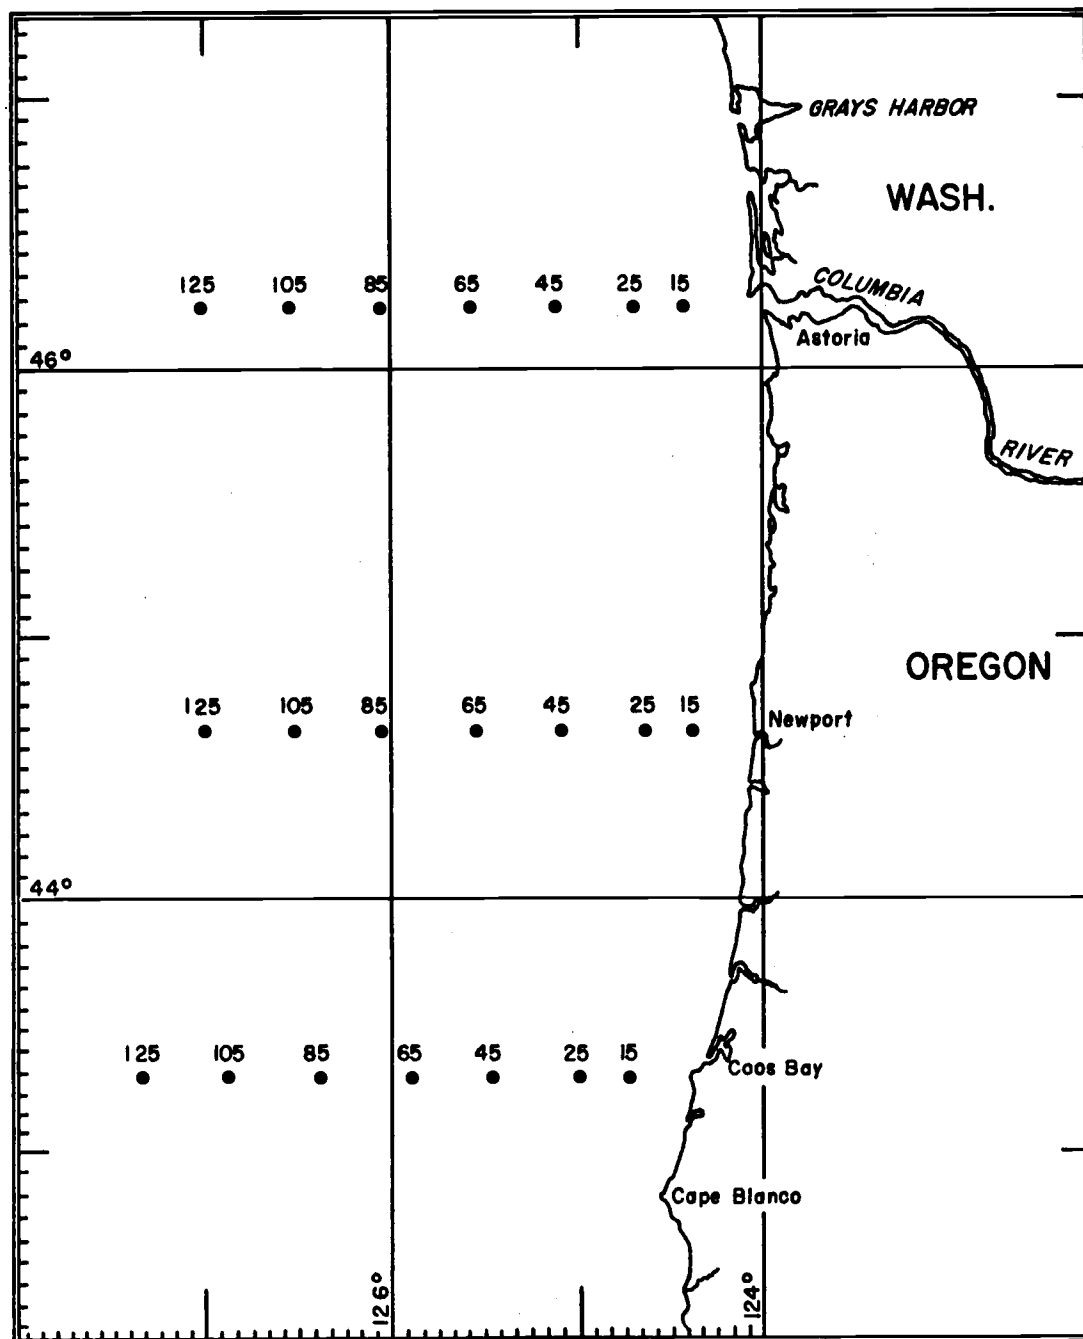 GRAYS HARBOR
WASH.
COLUMBIA
125 105 85 65 45 25 15
Astoria
46°
RIVER
OREGON
125 105 85 65 45 25 15
Newport
44°
125 105 85 65 45 25 15
Coos Bay
Cape Blanco
126°
124°